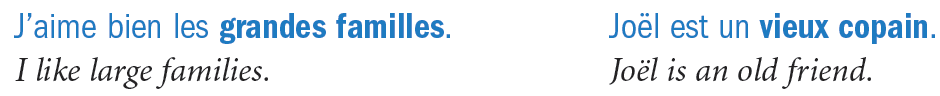 J'aime bien les grandes familles.
I like large families.
Joël est un vieux copain.
Joël is an old friend.